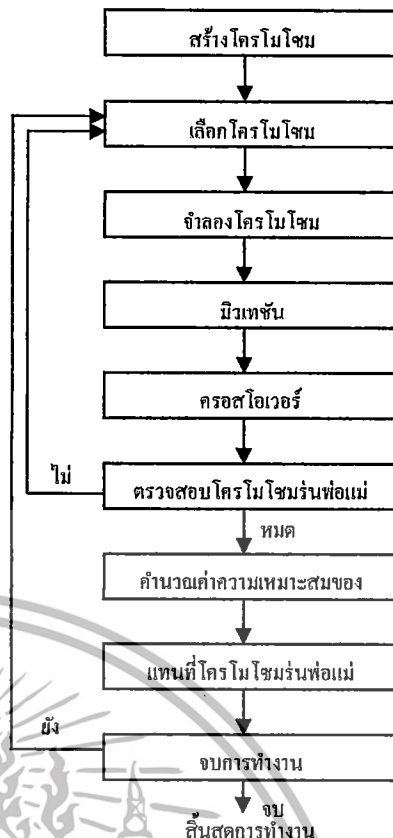 สร้างโครโมโซม
เลือกโครโมโซม
จำลองโครโมโซม
มิวเทชัน
ครอสโอเวอร์
ไม่
ตรวจสอบโครโมโซมรุ่นพ่อแม่
หมด
คำนวณค่าความเหมาะสมของ
แทนที่โครโมโซมรุ่นพ่อแม่
ยัง
จบการทำงาน
จบ
สิ้นสุดการทำงาน